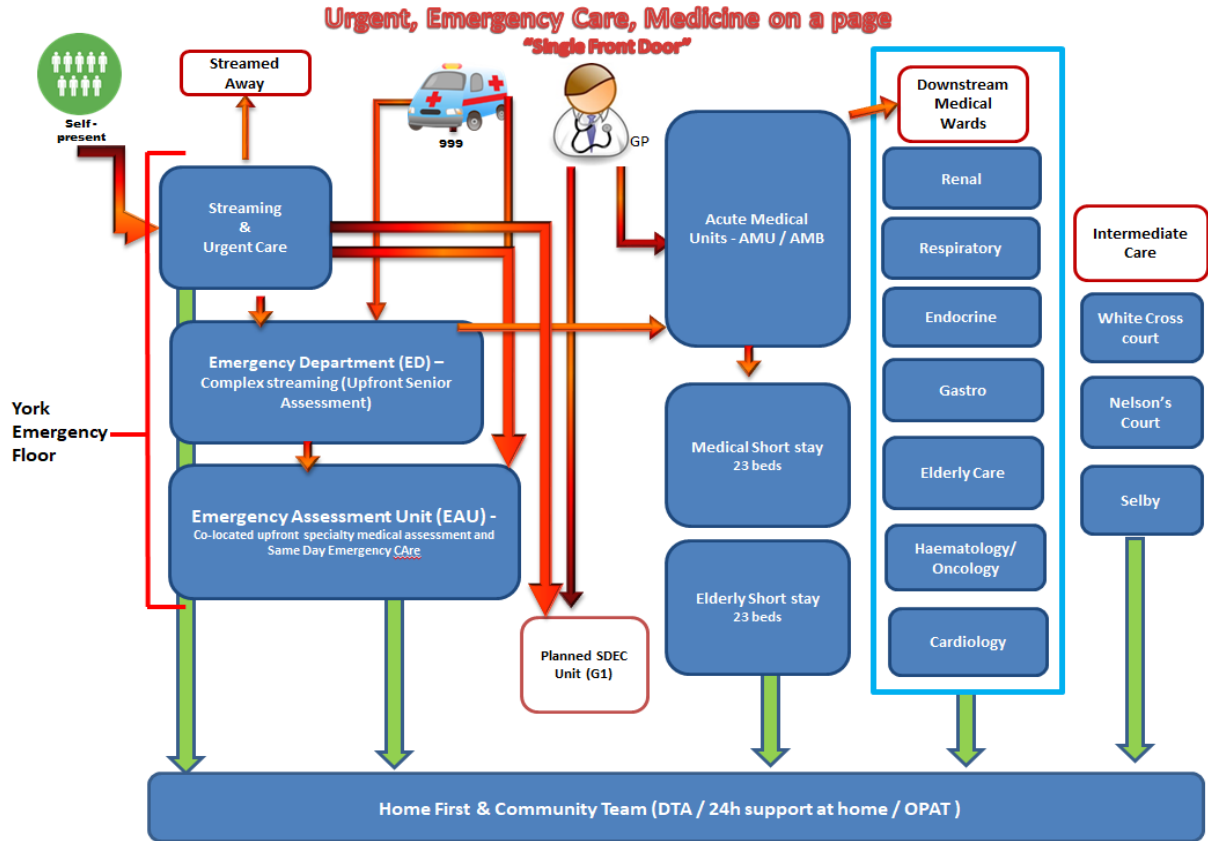 Urgent, Emergency Care, Medicine on a page
“Single Front Door”
Self -
present
Streamed
Away
999
GP
Streaming
&
Urgent Care
Emergency Department (ED) –
Complex streaming (Upfront Senior
Assessment)
York
Emergency
Floor
Emergency Assessment Unit (EAU) -
Co-located upfront specialty medical assessment and
Same Day Emergency CAre
Planned SDEC
Unit (G1)
Acute Medical
Units - AMU / AMB
Medical Short stay
23 beds
Elderly Short stay
23 beds
Downstream
Medical
Wards
Renal
Respiratory
Endocrine
Gastro
Elderly Care
Haematology/
Oncology
Cardiology
Intermediate
Care
White Cross
court
Nelson’s
Court
Selby
Home First & Community Team (DTA / 24h support at home / OPAT )